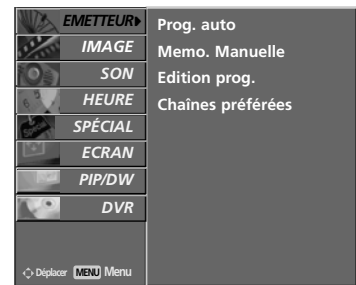 EMETTEUR
IMAGE
SON
HEURE
SPÉCIAL
ECRAN
PIP/DW
DVR
Déplacer MENU Menu
Prog. auto
Memo. Manuelle
Edition prog.
Chaînes préférées